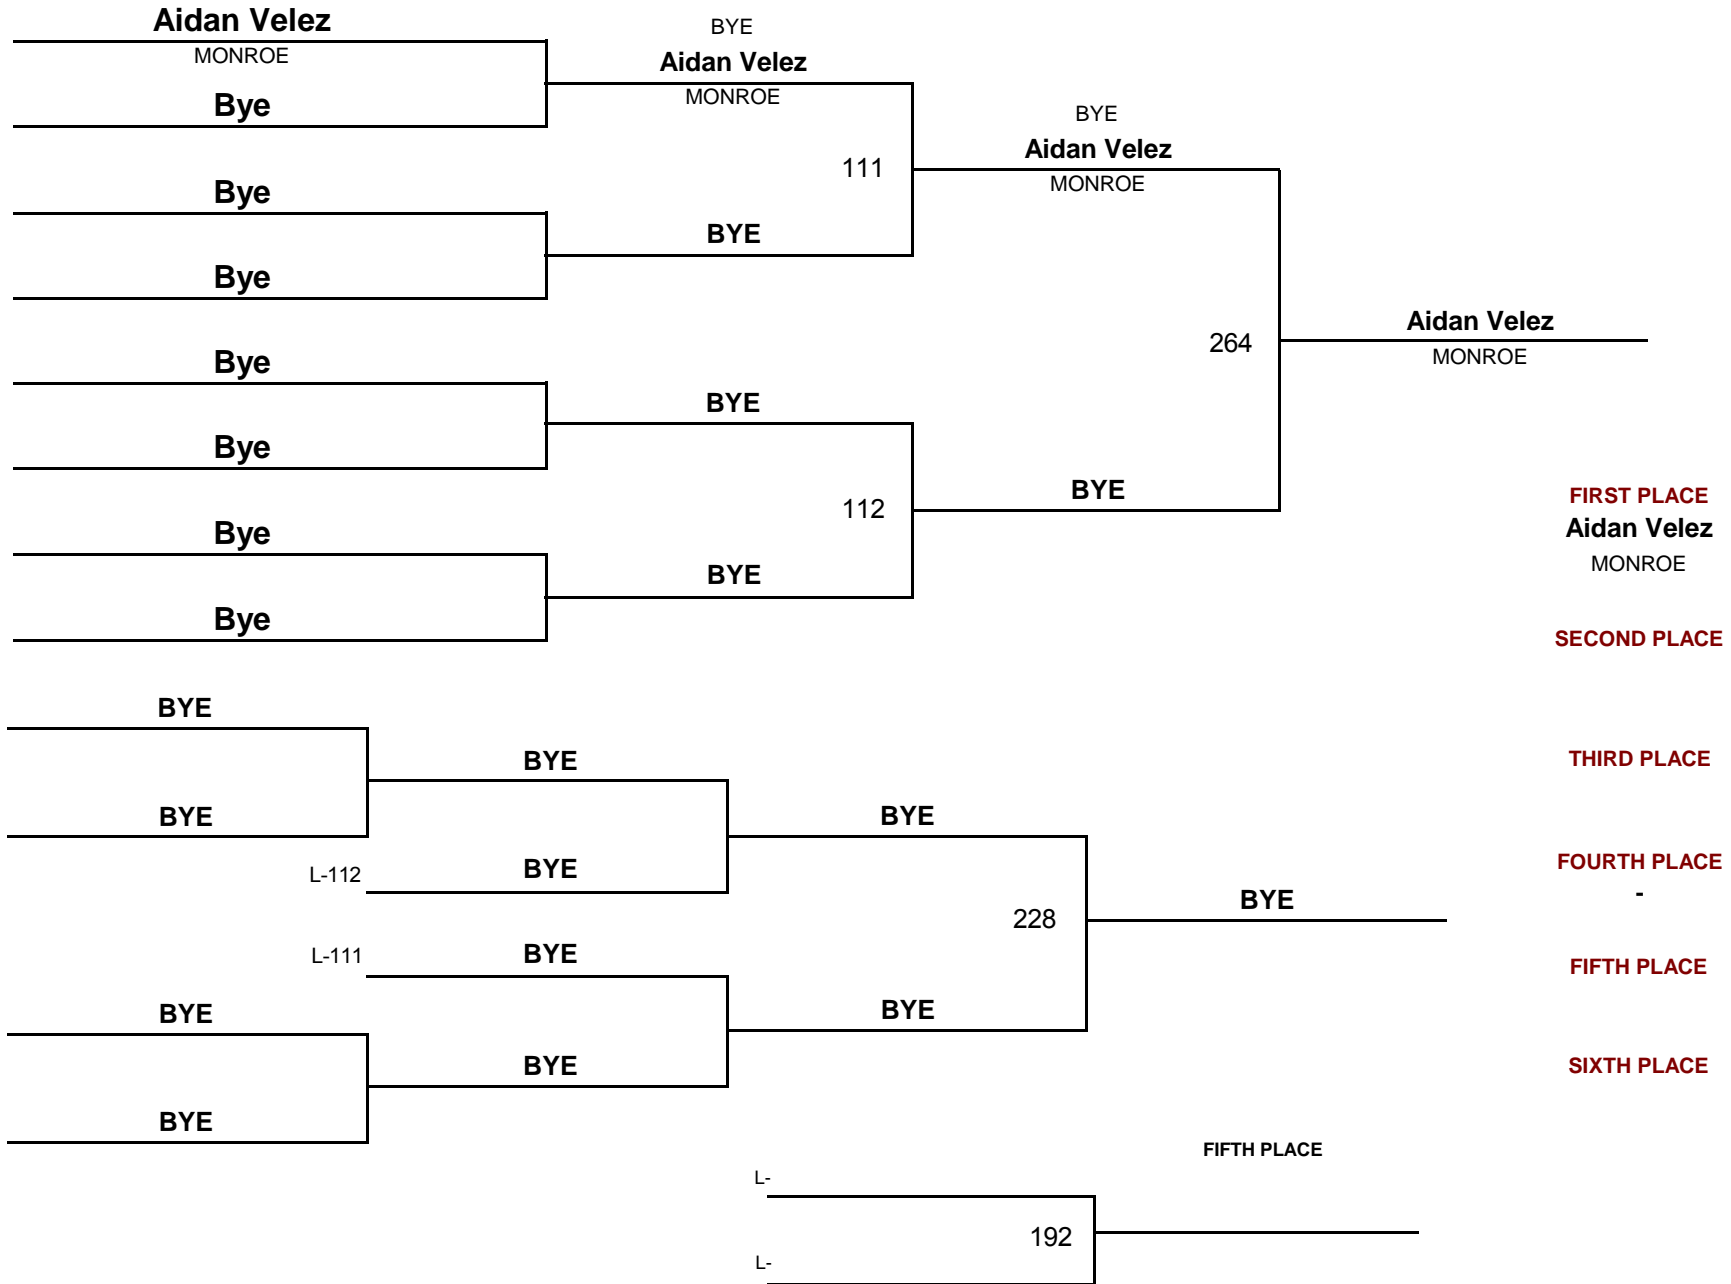 Aidan Velez
MONROE
Bye
Bye
Bye
Bye
Bye
Bye
Bye
BYE
Aidan Velez
MONROE
111
BYE
BYE
112
BYE
BYE
Aidan Velez
MONROE
264
BYE
Aidan Velez
MONROE
FIRST PLACE
Aidan Velez
MONROE
SECOND PLACE
THIRD PLACE
FOURTH PLACE
-
FIFTH PLACE
SIXTH PLACE
BYE
BYE
BYE
BYE
BYE
L-112
BYE
L-111
BYE
BYE
BYE
BYE
228
BYE
FIFTH PLACE
L-
192
L-